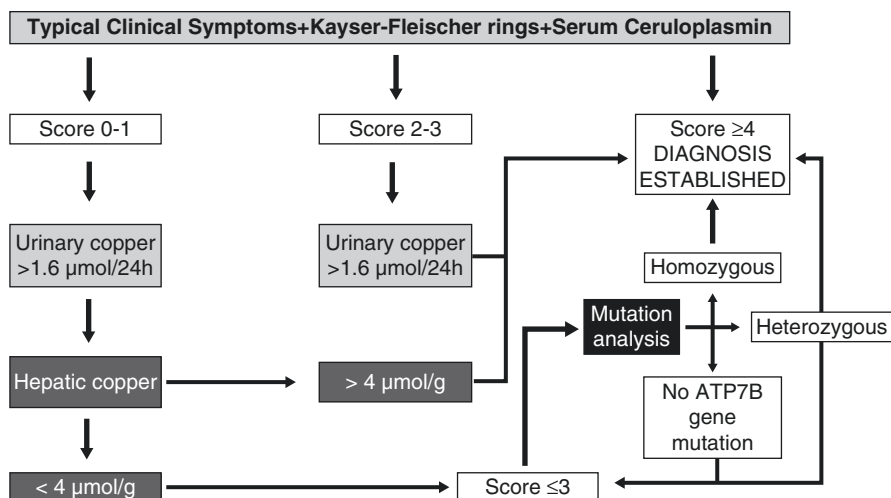 Typical Clinical Symptoms+Kayser-Fleischer rings+Serum Ceruloplasmin
Score 0-1
Score 2-3
Score ≥4
DIAGNOSIS
ESTABLISHED
Urinary copper
>1.6 μmol/24h
Urinary copper
>1.6 μmol/24h
Homozygous
Mutation
analysis
Heterozygous
Hepatic copper
> 4 μmol/g
No ATP7B
gene
mutation
< 4 μmol/g
Score ≤3